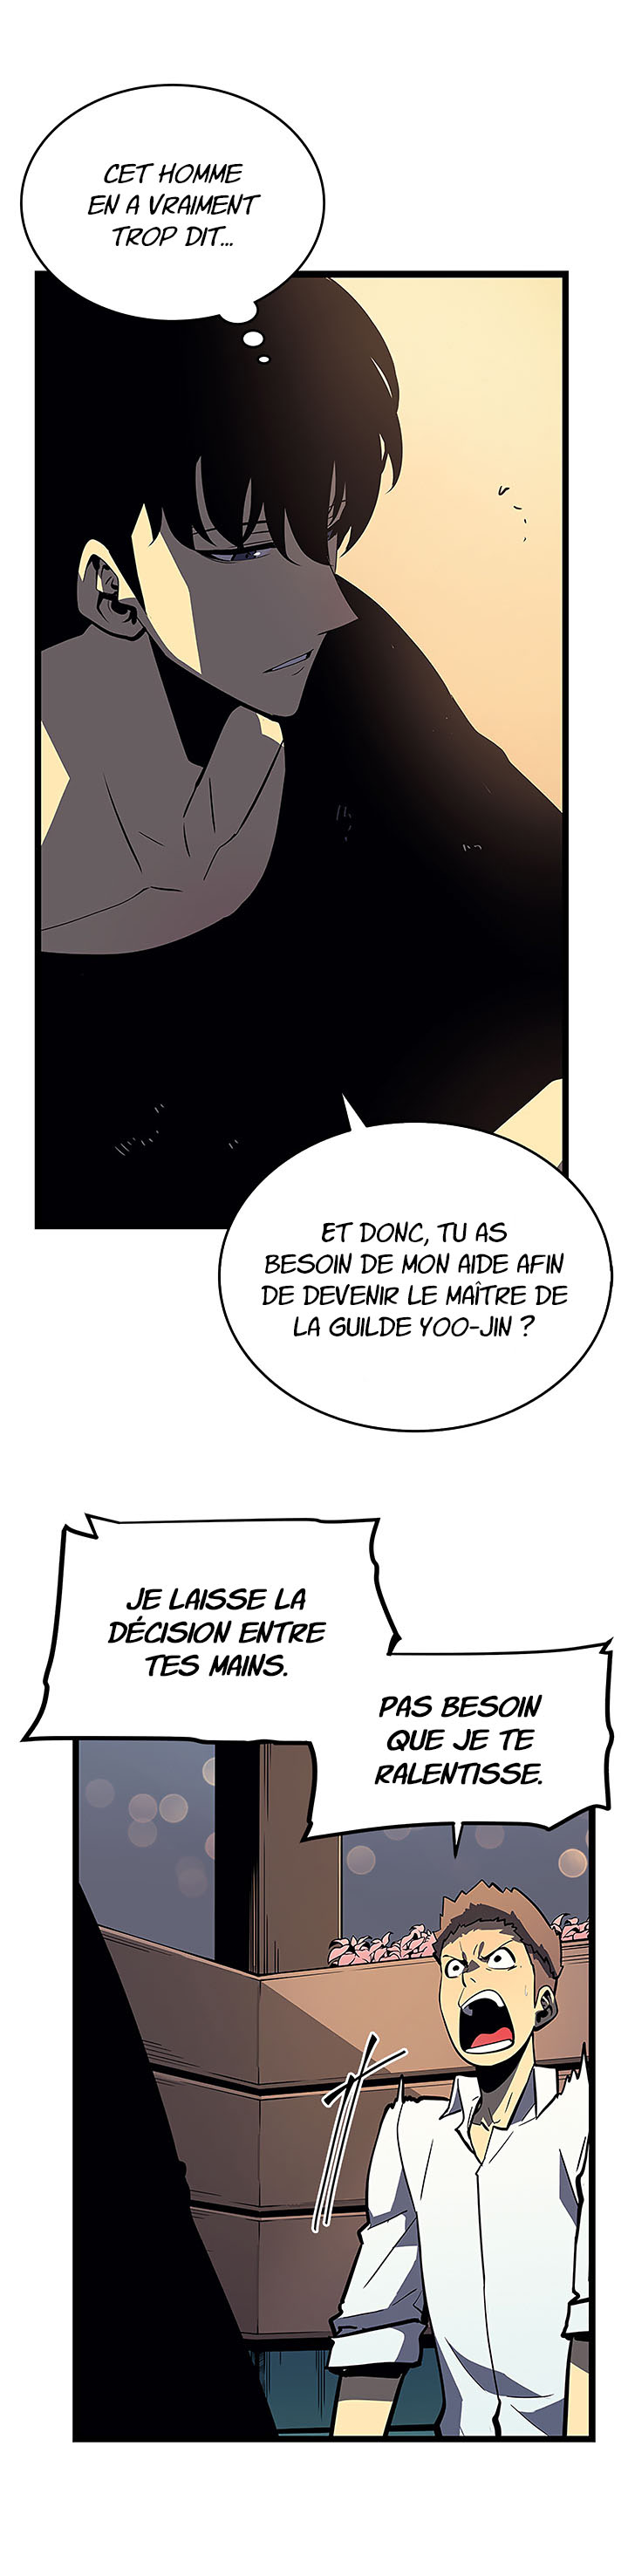 CET HOMME
EN A VRAIMENT
TROP DIT...
ET DONC, TU AS
BESOIN DE MON AIDE AFIN
DE DEVENIR LE MAÎTRE DE
LA GUILDE YOO-JIN ?
JE LAISSE LA
DÉCISION ENTRE
TES MAINS.
PAS BESOIN
QUE JE TE
RALENTISSE.